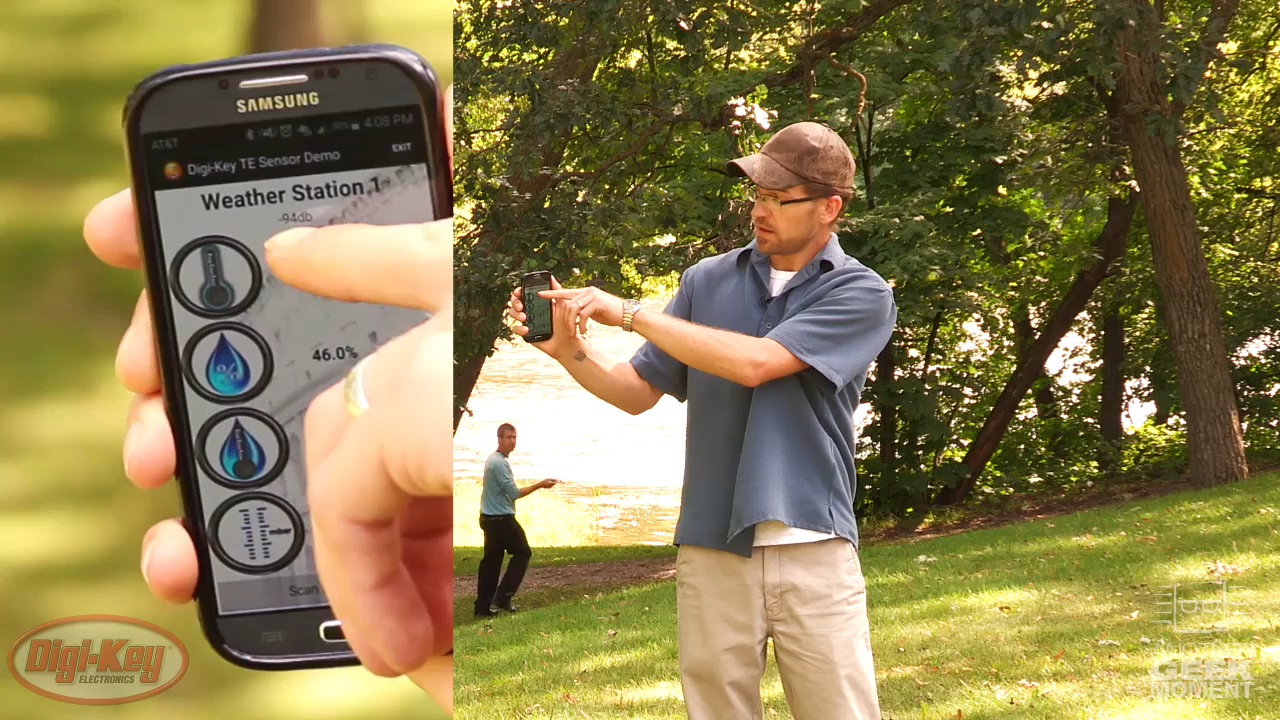 SAMSUNG
AT&T 4:08 PM
Digi-Key TE Sensor Demo EXIT
Weather Station 1
-94db
%
46.0%
mbar
Scan
Digi-Key
ELECTRONICS
ANOTHER
GEEK
MOMENT